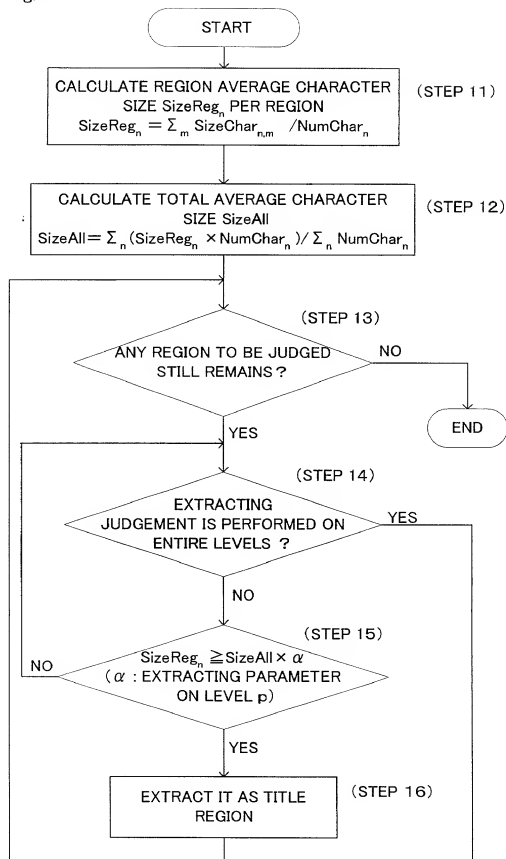 START
CALCULATE REGION AVERAGE CHARACTER
SIZE SizeRegₙ PER REGION
SizeRegₙ = Σₘ SizeCharₙ,ₘ /NumCharₙ
(STEP 11)
CALCULATE TOTAL AVERAGE CHARACTER
SIZE SizeAll
SizeAll= Σₙ (SizeRegₙ × NumCharₙ) / Σₙ NumCharₙ
(STEP 12)
(STEP 13)
ANY REGION TO BE JUDGED
STILL REMAINS ?
NO
END
YES
(STEP 14)
EXTRACTING
JUDGEMENT IS PERFORMED ON
ENTIRE LEVELS ?
YES
NO
(STEP 15)
SizeRegₙ ≧ SizeAll × α
( α : EXTRACTING PARAMETER
ON LEVEL p)
NO
YES
(STEP 16)
EXTRACT IT AS TITLE
REGION